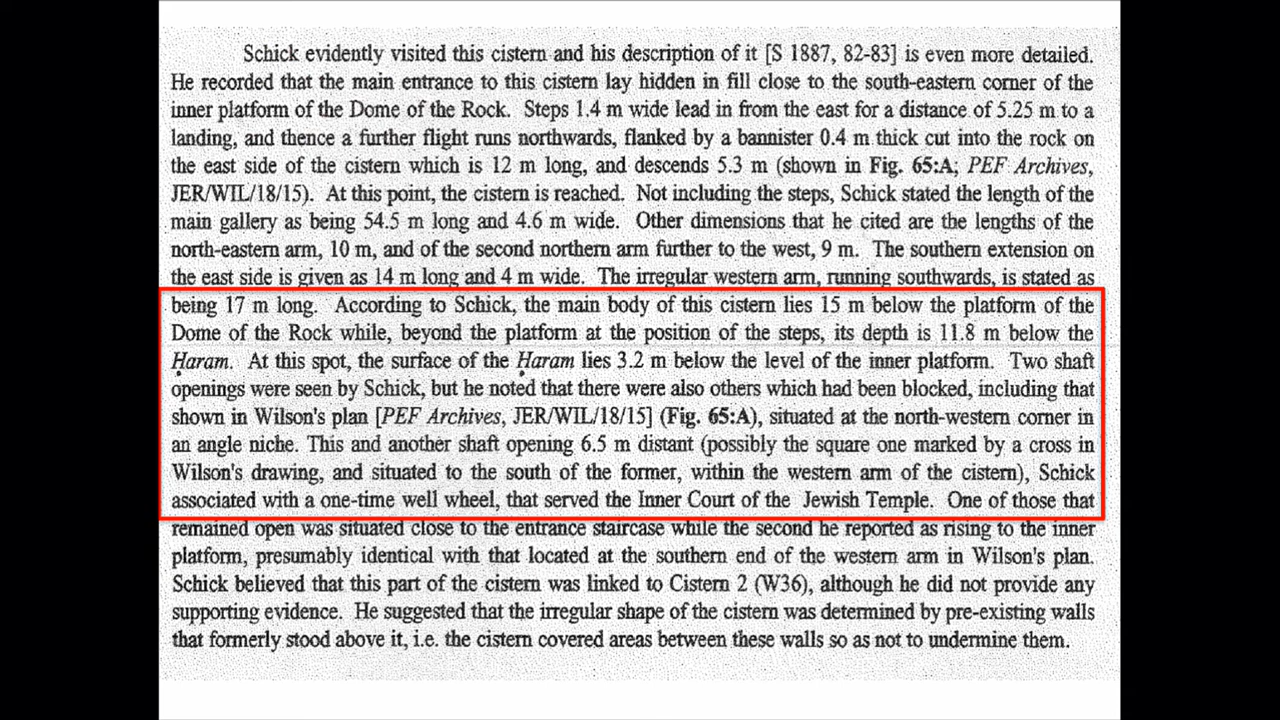 Schick evidently visited this cistern and his description of it [S 1887, 82-83] is even more detailed.
He recorded that the main entrance to this cistern lay hidden in fill close to the south-eastern corner of the
inner platform of the Dome of the Rock. Steps 1.4 m wide lead in from the east for a distance of 5.25 m to a
landing, and thence a further flight runs northwards, flanked by a bannister 0.4 m thick cut into the rock on
the east side of the cistern which is 12 m long, and descends 5.3 m (shown in Fig. 65:A; PEF Archives,
JER/WIL/18/15). At this point, the cistern is reached. Not including the steps, Schick stated the length of the
main gallery as being 54.5 m long and 4.6 m wide. Other dimensions that he cited are the lengths of the
north-eastern arm, 10 m, and of the second northern arm further to the west, 9 m. The southern extension on
the east side is given as 14 m long and 4 m wide. The irregular western arm, running southwards, is stated as
being 17 m long. According to Schick, the main body of this cistern lies 15 m below the platform of the
Dome of the Rock while, beyond the platform at the position of the steps, its depth is 11.8 m below the
Ḥaram. At this spot, the surface of the Ḥaram lies 3.2 m below the level of the inner platform. Two shaft
openings were seen by Schick, but he noted that there were also others which had been blocked, including that
shown in Wilson's plan [PEF Archives, JER/WIL/18/15] (Fig. 65:A), situated at the north-western corner in
an angle niche. This and another shaft opening 6.5 m distant (possibly the square one marked by a cross in
Wilson's drawing, and situated to the south of the former, within the western arm of the cistern), Schick
associated with a one-time well wheel, that served the Inner Court of the Jewish Temple. One of those that
remained open was situated close to the entrance staircase while the second he reported as rising to the inner
platform, presumably identical with that located at the southern end of the western arm in Wilson's plan.
Schick believed that this part of the cistern was linked to Cistern 2 (W36), although he did not provide any
supporting evidence. He suggested that the irregular shape of the cistern was determined by pre-existing walls
that formerly stood above it, i.e. the cistern covered areas between these walls so as not to undermine them.